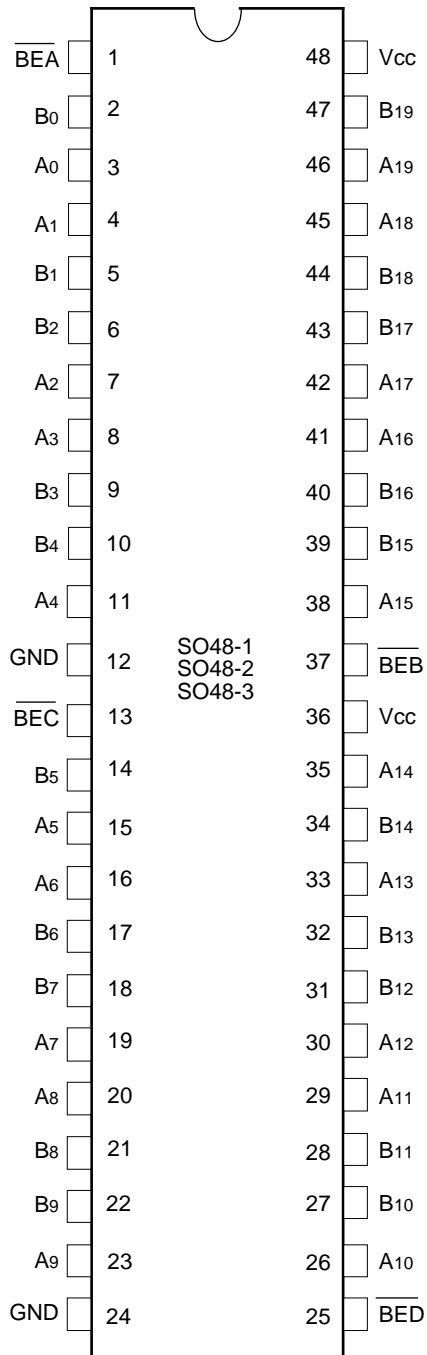 BEA 1 48 Vcc
B0 2 47 B19
A0 3 46 A19
A1 4 45 A18
B1 5 44 B18
B2 6 43 B17
A2 7 42 A17
A3 8 41 A16
B3 9 40 B16
B4 10 39 B15
A4 11 38 A15
GND 12 SO48-1 37 BEB
SO48-2
SO48-3
BEC 13 36 Vcc
B5 14 35 A14
A5 15 34 B14
A6 16 33 A13
B6 17 32 B13
B7 18 31 B12
A7 19 30 A12
A8 20 29 A11
B8 21 28 B11
B9 22 27 B10
A9 23 26 A10
GND 24 25 BED